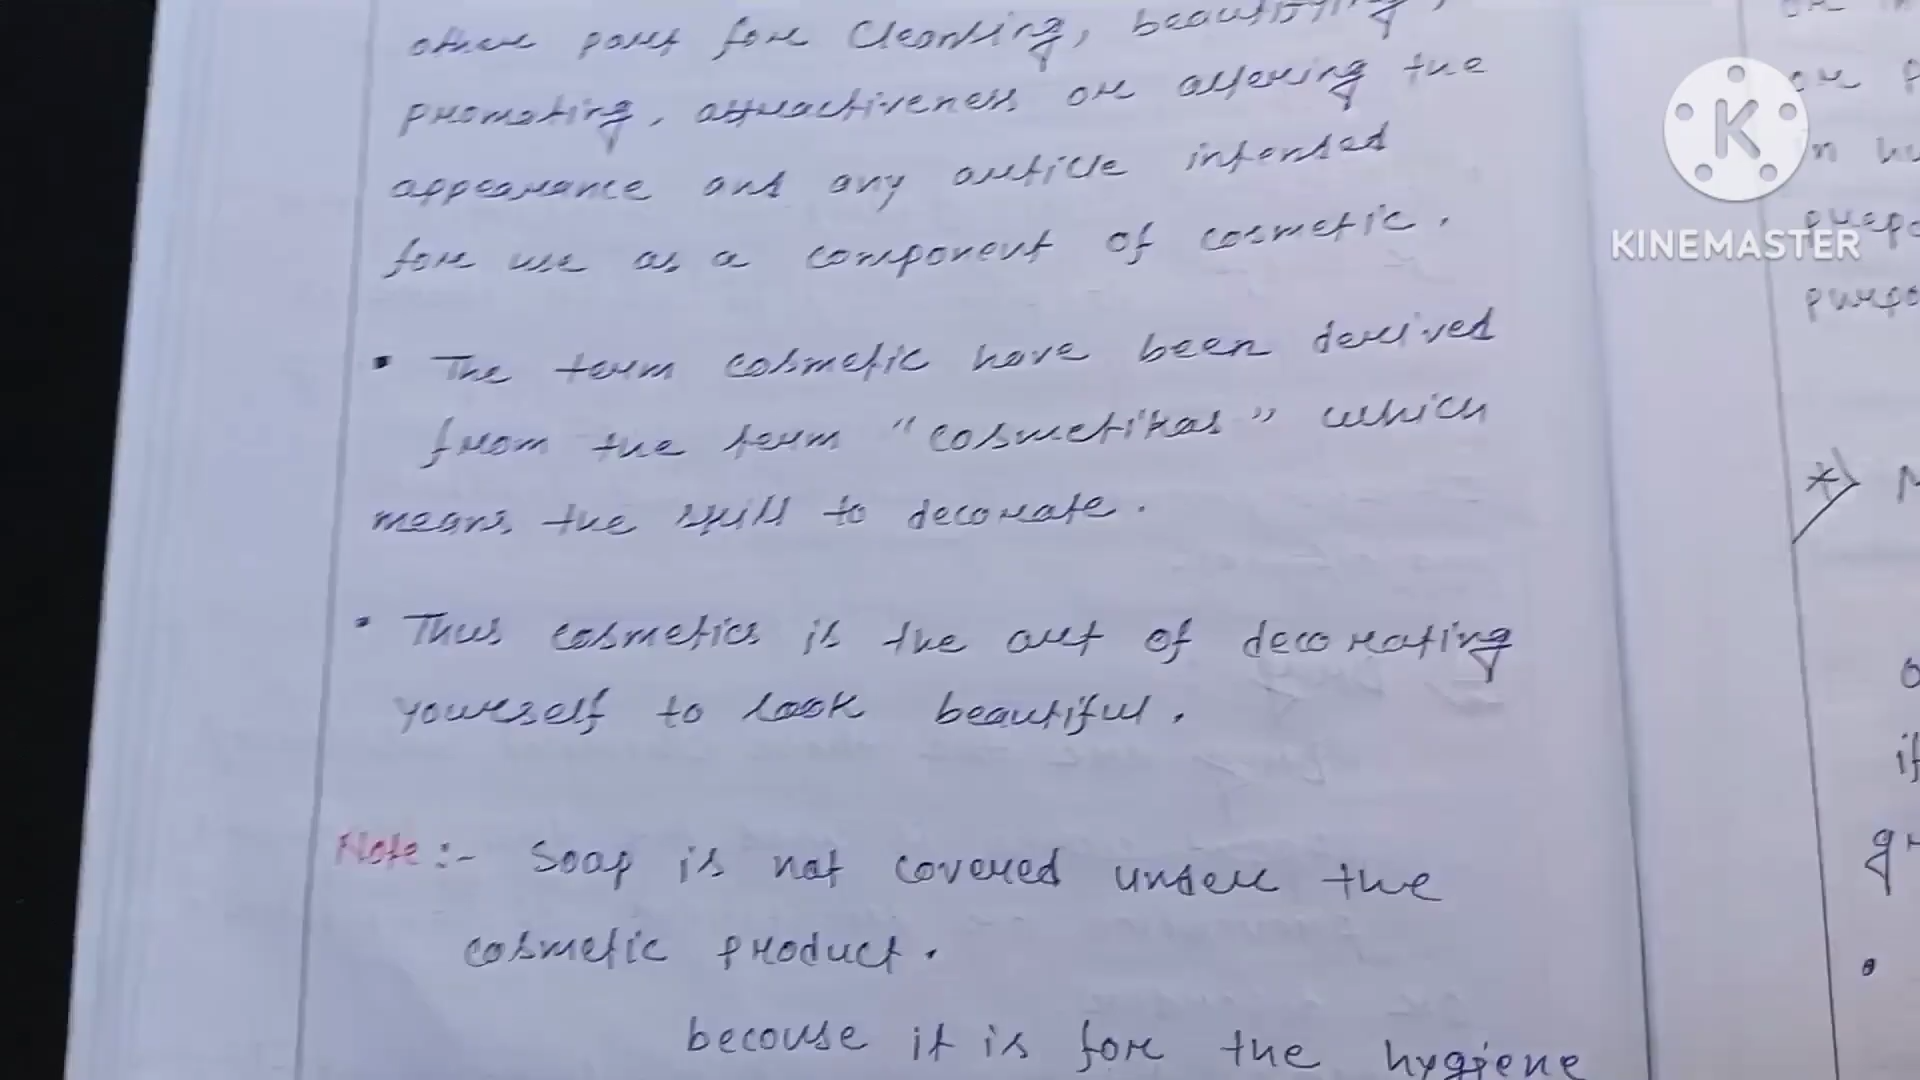 other part for Cleansing, beautifying,
promoting, attractiveness or altering the
appearance and any article intended
for use as a component of cosmetic.
• The term cosmetic have been derived
from the term "cosmetikas" which
means the skill to decorate.
• Thus cosmetics is the art of decorating
yourself to look beautiful.
Note :- Soap is not covered under the
cosmetic product.
becouse it is for the hygiene
KINEMASTER